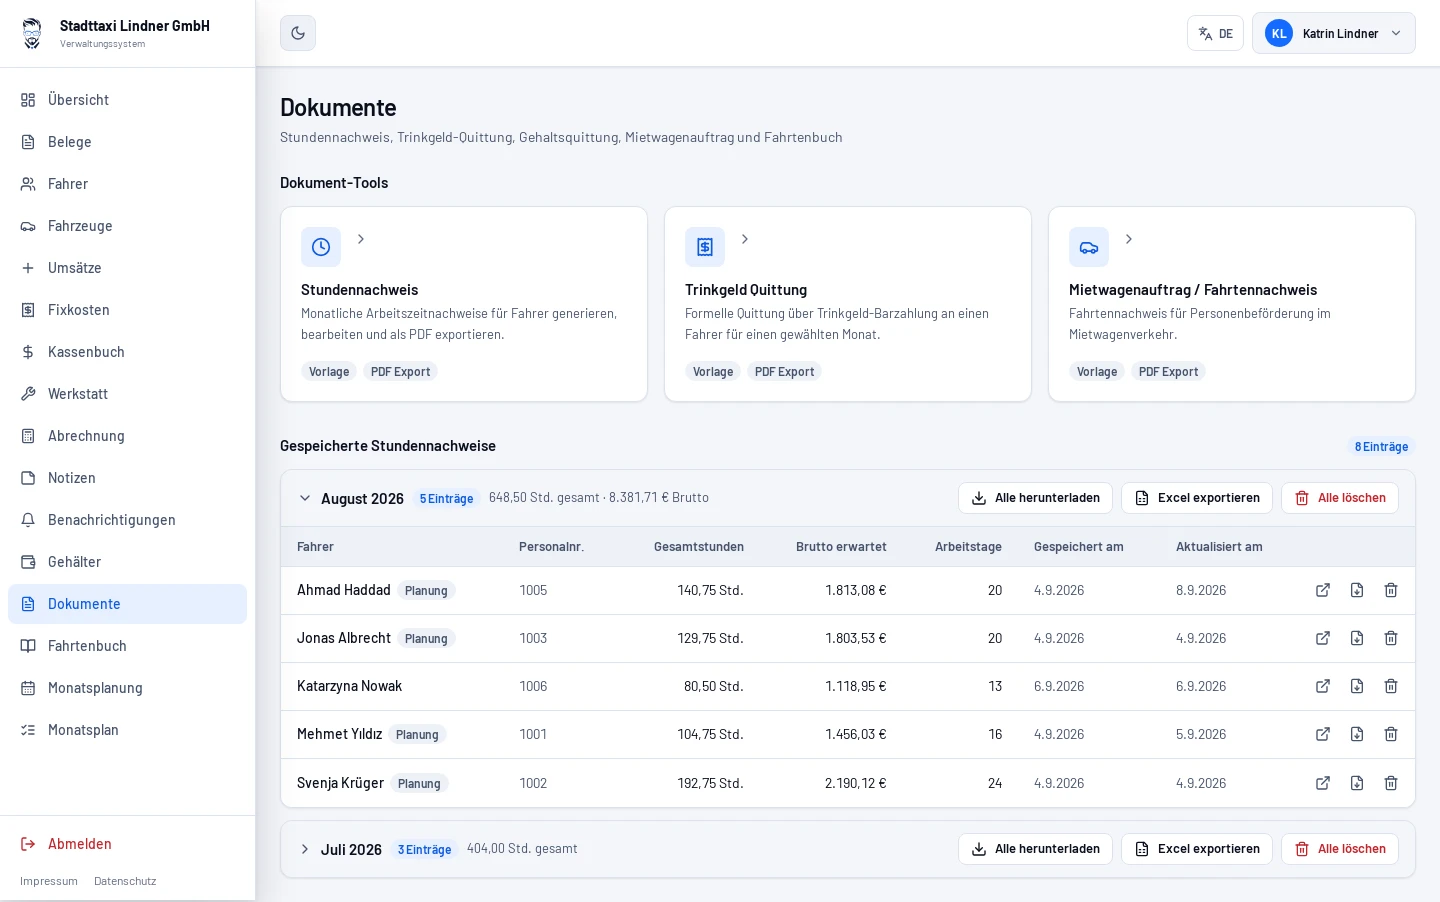 Stadttaxi Lindner GmbH
Verwaltungssystem
DE
KL Katrin Lindner
Übersicht
Belege
Fahrer
Fahrzeuge
Umsätze
Fixkosten
Kassenbuch
Werkstatt
Abrechnung
Notizen
Benachrichtigungen
Gehälter
Dokumente
Fahrtenbuch
Monatsplanung
Monatsplan
Abmelden
Impressum Datenschutz
Dokumente
Stundennachweis, Trinkgeld-Quittung, Gehaltsquittung, Mietwagenauftrag und Fahrtenbuch
Dokument-Tools
Stundennachweis
Monatliche Arbeitszeitnachweise für Fahrer generieren,
bearbeiten und als PDF exportieren.
Vorlage PDF Export
Trinkgeld Quittung
Formelle Quittung über Trinkgeld-Barzahlung an einen
Fahrer für einen gewählten Monat.
Vorlage PDF Export
Mietwagenauftrag / Fahrtennachweis
Fahrtennachweis für Personenbeförderung im
Mietwagenverkehr.
Vorlage PDF Export
Gespeicherte Stundennachweise 8 Einträge
August 2026 5 Einträge 648,50 Std. gesamt · 8.381,71 € Brutto Alle herunterladen Excel exportieren Alle löschen
Fahrer Personalnr. Gesamtstunden Brutto erwartet Arbeitstage Gespeichert am Aktualisiert am
Ahmad Haddad Planung 1005 140,75 Std. 1.813,08 € 20 4.9.2026 8.9.2026
Jonas Albrecht Planung 1003 129,75 Std. 1.803,53 € 20 4.9.2026 4.9.2026
Katarzyna Nowak 1006 80,50 Std. 1.118,95 € 13 6.9.2026 6.9.2026
Mehmet Yıldız Planung 1001 104,75 Std. 1.456,03 € 16 4.9.2026 5.9.2026
Svenja Krüger Planung 1002 192,75 Std. 2.190,12 € 24 4.9.2026 4.9.2026
Juli 2026 3 Einträge 404,00 Std. gesamt Alle herunterladen Excel exportieren Alle löschen